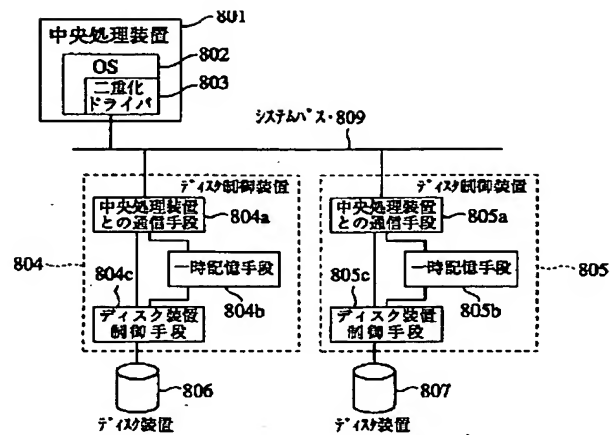 801
中央処理装置
802
OS
803
二重化
ドライバ
システムバス・809
ディスク制御装置
中央処理装置
との通信手段
804a
804
804c
一時記憶手段
804b
ディスク装置
制御手段
806
ディスク装置
ディスク制御装置
中央処理装置
との通信手段
805a
805
805c
一時記憶手段
805b
ディスク装置
制御手段
807
ディスク装置